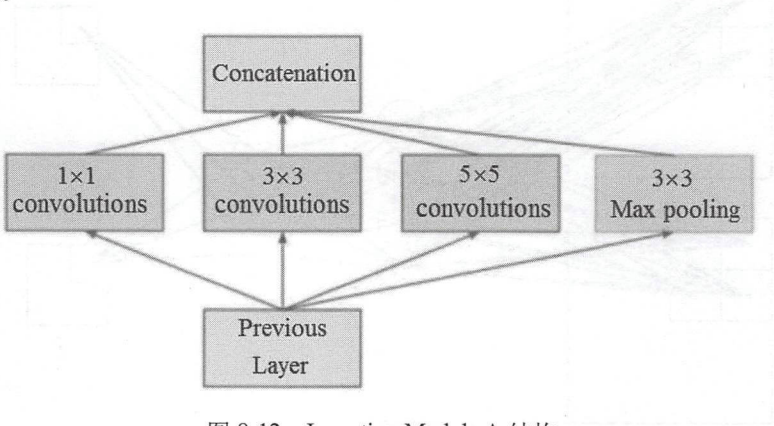 Concatenation
1×1
convolutions
3×3
convolutions
5×5
convolutions
3×3
Max pooling
Previous
Layer